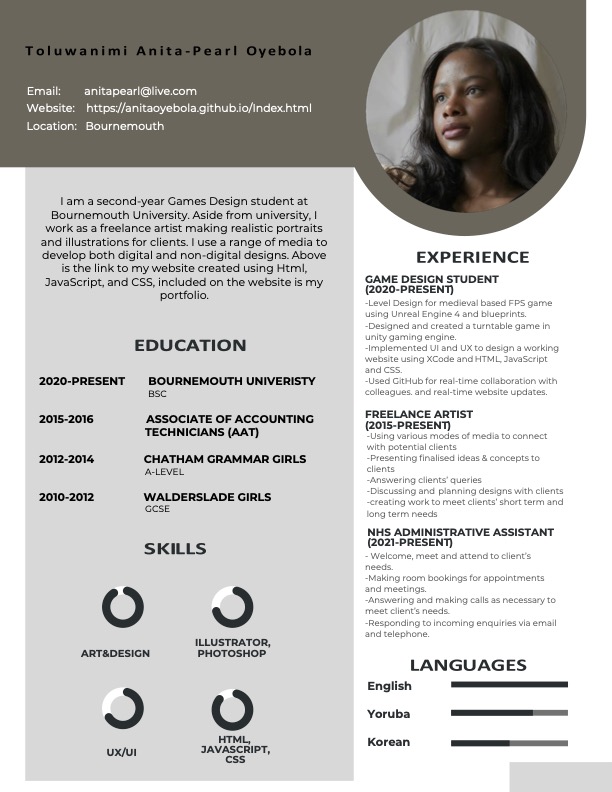 Toluwanimi Anita-Pearl Oyebola
Email: anitapearl@live.com
Website: https://anitaoyebola.github.io/Index.html
Location: Bournemouth
I am a second-year Games Design student at
Bournemouth University. Aside from university, I
work as a freelance artist making realistic portraits
and illustrations for clients. I use a range of media to
develop both digital and non-digital designs. Above
is the link to my website created using Html,
JavaScript, and CSS, included on the website is my
portfolio.
EDUCATION
2020-PRESENT BOURNEMOUTH UNIVERISTY
BSC
2015-2016 ASSOCIATE OF ACCOUNTING
TECHNICIANS (AAT)
2012-2014 CHATHAM GRAMMAR GIRLS
A-LEVEL
2010-2012 WALDERSLADE GIRLS
GCSE
SKILLS
ART&DESIGN
ILLUSTRATOR,
PHOTOSHOP
UX/UI
HTML,
JAVASCRIPT,
CSS
EXPERIENCE
GAME DESIGN STUDENT
(2020-PRESENT)
-Level Design for medieval based FPS game
using Unreal Engine 4 and blueprints.
-Designed and created a turntable game in
unity gaming engine.
-Implemented UI and UX to design a working
website using XCode and HTML, JavaScript
and CSS.
-Used GitHub for real-time collaboration with
colleagues. and real-time website updates.
FREELANCE ARTIST
(2015-PRESENT)
-Using various modes of media to connect
with potential clients
-Presenting finalised ideas & concepts to
clients
-Answering clients' queries
-Discussing and planning designs with clients
-creating work to meet clients' short term and
long term needs
NHS ADMINISTRATIVE ASSISTANT
(2021-PRESENT)
- Welcome, meet and attend to client's
needs.
-Making room bookings for appointments
and meetings.
-Answering and making calls as necessary to
meet client's needs.
-Responding to incoming enquiries via email
and telephone.
LANGUAGES
English
Yoruba
Korean